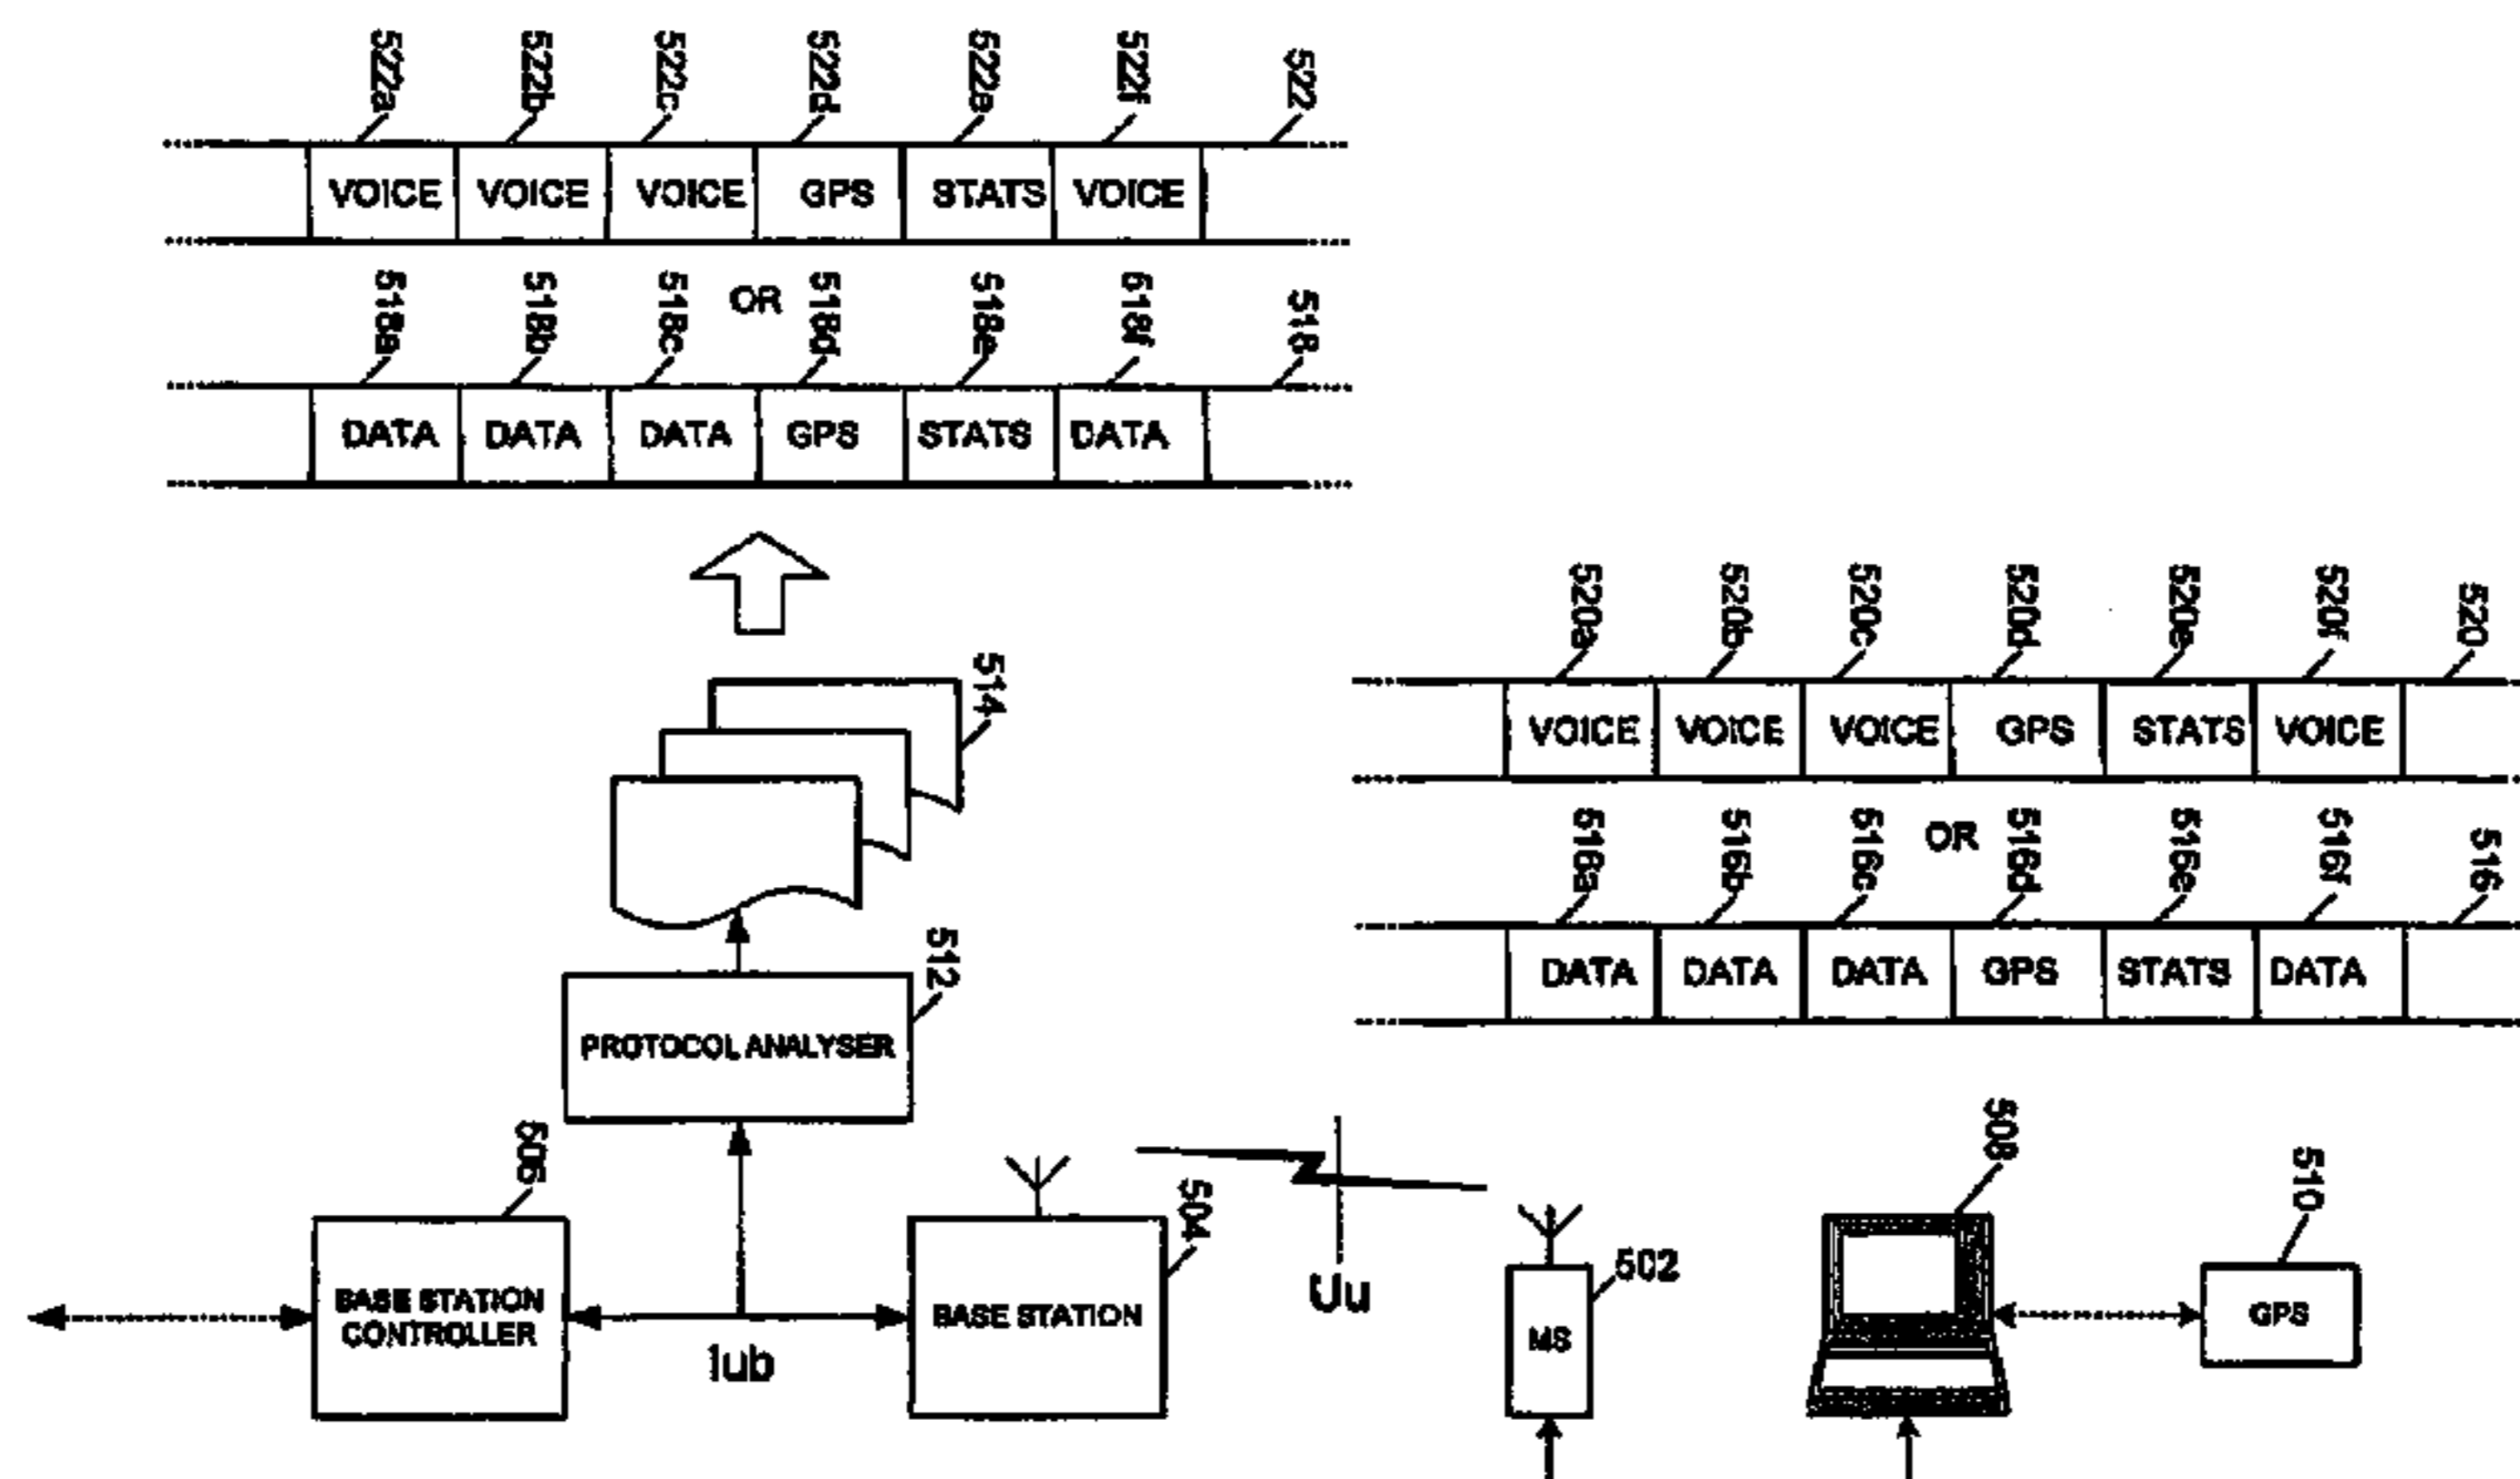 522a 522b 522c 522d 522e 522f 522
VOICE VOICE VOICE GPS STATS VOICE
OR
518a 518b 518c 518d 518e 518f 518
DATA DATA DATA GPS STATS DATA
514
520a 520b 520c 520d 520e 520f 520
VOICE VOICE VOICE GPS STATS VOICE
OR
516a 516b 516c 516d 516e 516f 516
DATA DATA DATA GPS STATS DATA
512
PROTOCOL ANALYSER
506
BASE STATION
CONTROLLER
Iub
504
BASE STATION
Uu
502
MS
508
510
GPS